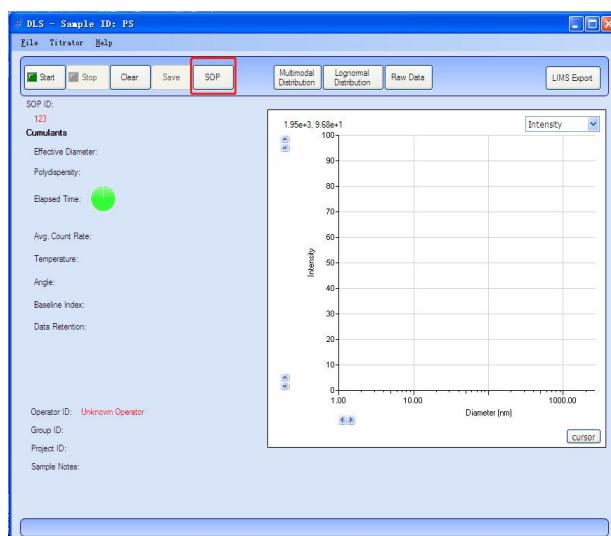 DLS - Sample ID: PS
File Titrator Help
Start Stop Clear Save SOP Multimodal Distribution Lognormal Distribution Raw Data LIMS Export
SOP ID:
123
Cumulants
Effective Diameter:
Polydispersity:
Elapsed Time:
Avg. Count Rate:
Temperature:
Angle:
Baseline Index:
Data Retention:
Operator ID: Unknown Operator
Group ID:
Project ID:
Sample Notes:
1.95e+3, 9.68e+1
Intensity
100
90
80
70
60
50
40
30
20
10
0
Intensity
1.00 10.00 1000.00
Diameter (nm)
cursor